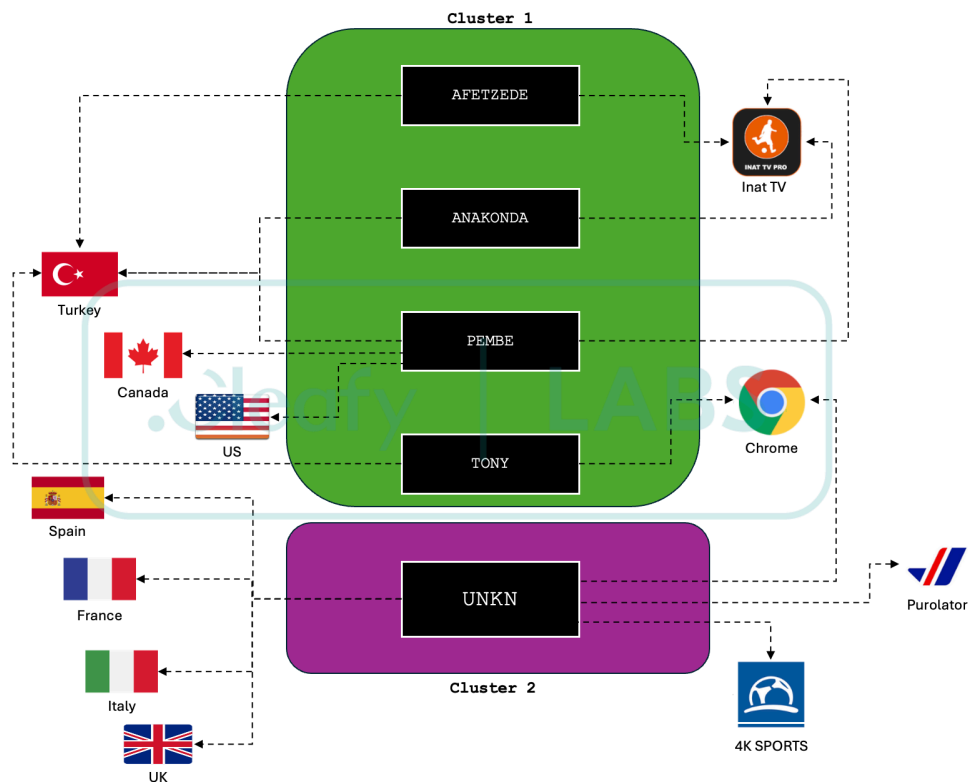 Cluster 1
AFETZEDE
INAT TV PRO
Inat TV
ANAKONDA
Turkey
PEMBE
Canada
Cleafy | LABS
US
Chrome
TONY
Spain
UNKN
France
Purolator
Cluster 2
Italy
4K SPORTS
UK